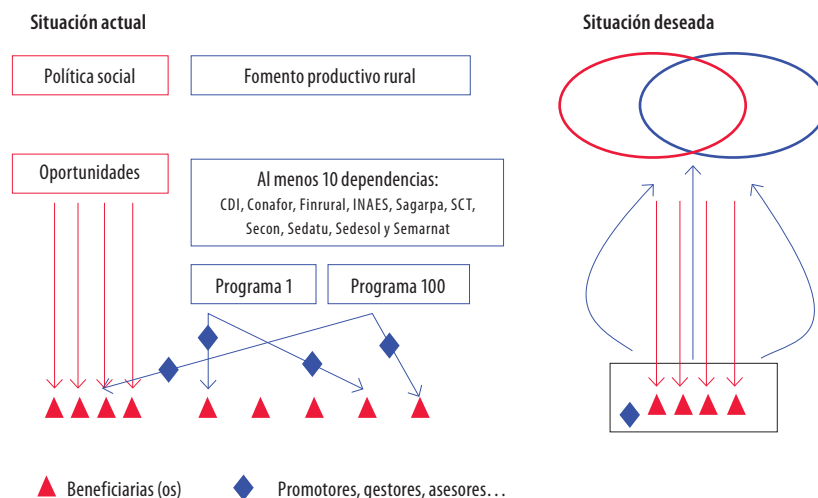 Situación actual
Situación deseada
Política social
Fomento productivo rural
Oportunidades
Al menos 10 dependencias:
CDI, Conafor, Finrural, INAES, Sagarpa, SCT,
Secon, Sedatu, Sedesol y Semarnat
Programa 1
Programa 100
Beneficiarias (os)
Promotores, gestores, asesores…